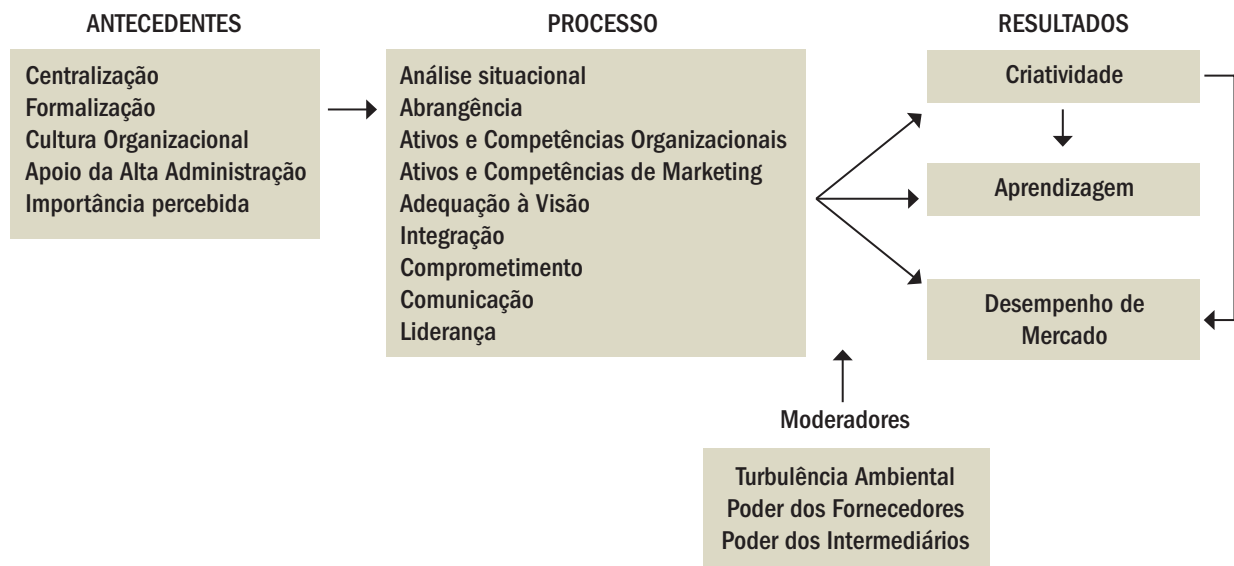 ANTECEDENTES
Centralização
Formalização
Cultura Organizacional
Apoio da Alta Administração
Importância percebida
PROCESSO
Análise situacional
Abrangência
Ativos e Competências Organizacionais
Ativos e Competências de Marketing
Adequação à Visão
Integração
Comprometimento
Comunicação
Liderança
RESULTADOS
Criatividade
Aprendizagem
Desempenho de
Mercado
Moderadores
Turbulência Ambiental
Poder dos Fornecedores
Poder dos Intermediários